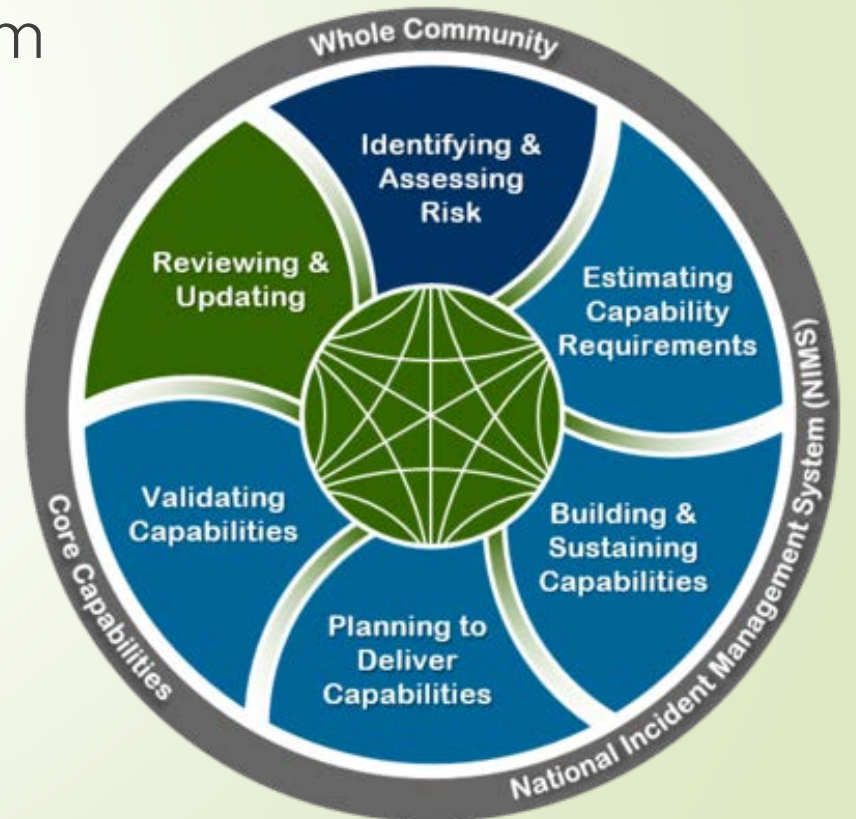 m
Whole Community
Identifying &
Assessing
Risk
Estimating
Capability
Requirements
Building &
Sustaining
Capabilities
Planning to
Deliver
Capabilities
Validating
Capabilities
Reviewing &
Updating
National Incident Management System (NIMS)
Core Capabilities